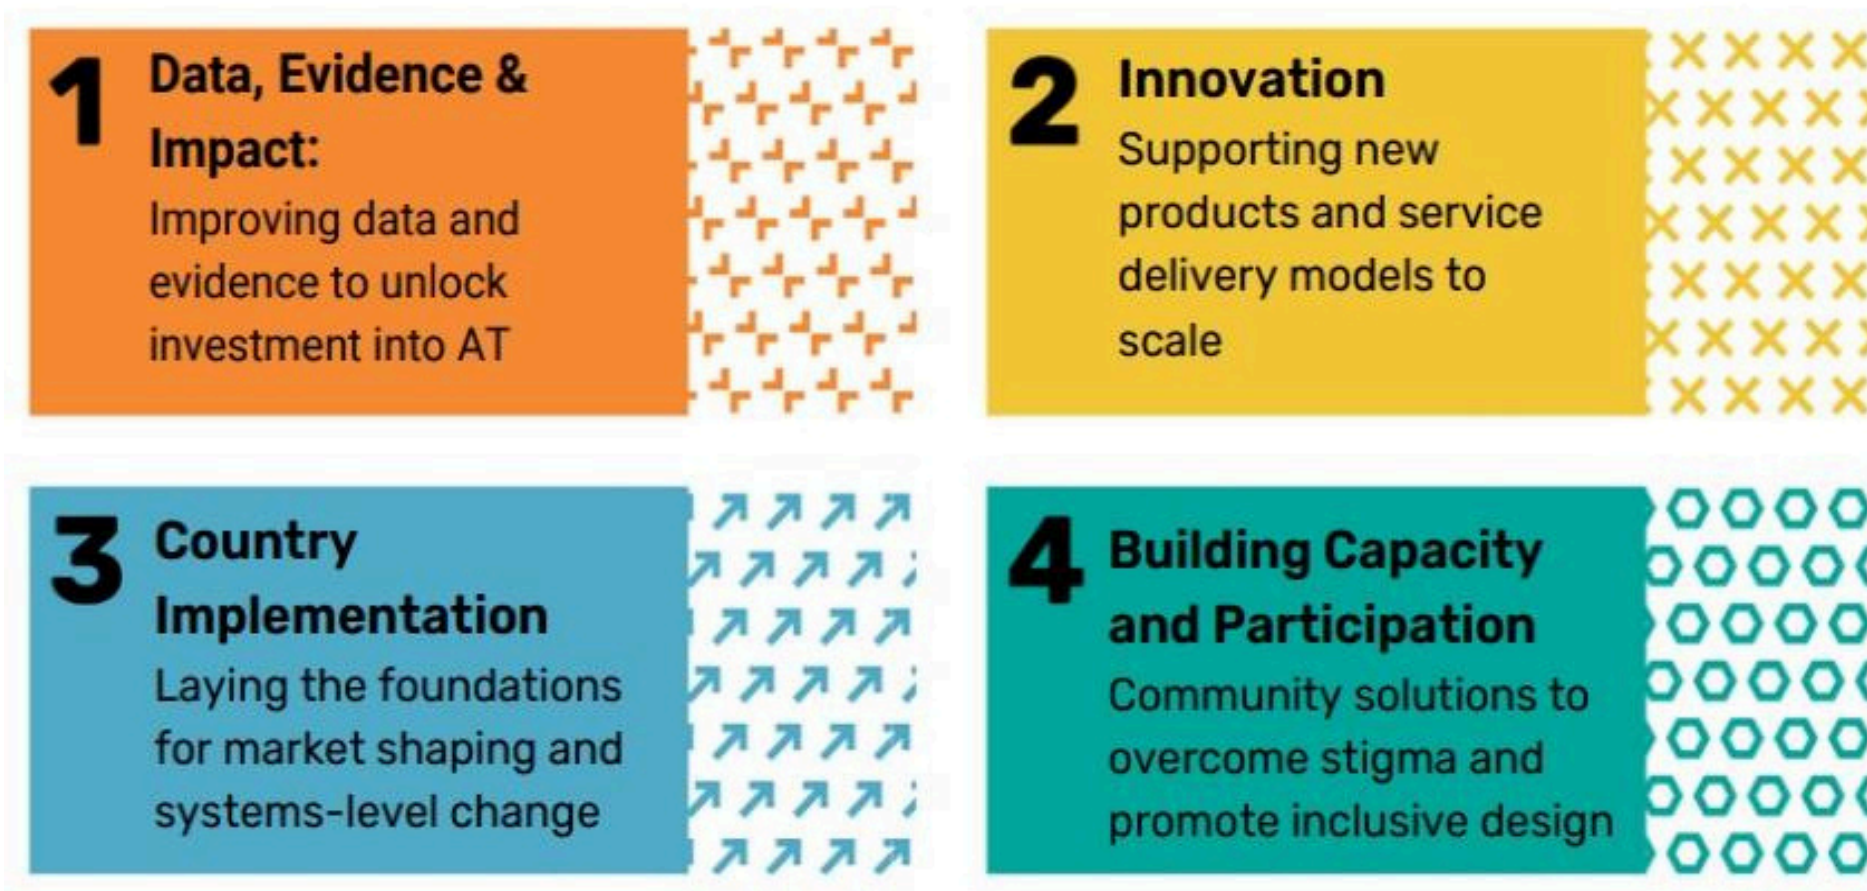 1
Data, Evidence &
Impact:
Improving data and
evidence to unlock
investment into AT
2
Innovation
Supporting new
products and service
delivery models to
scale
3
Country
Implementation
Laying the foundations
for market shaping and
systems-level change
4
Building Capacity
and Participation
Community solutions to
overcome stigma and
promote inclusive design